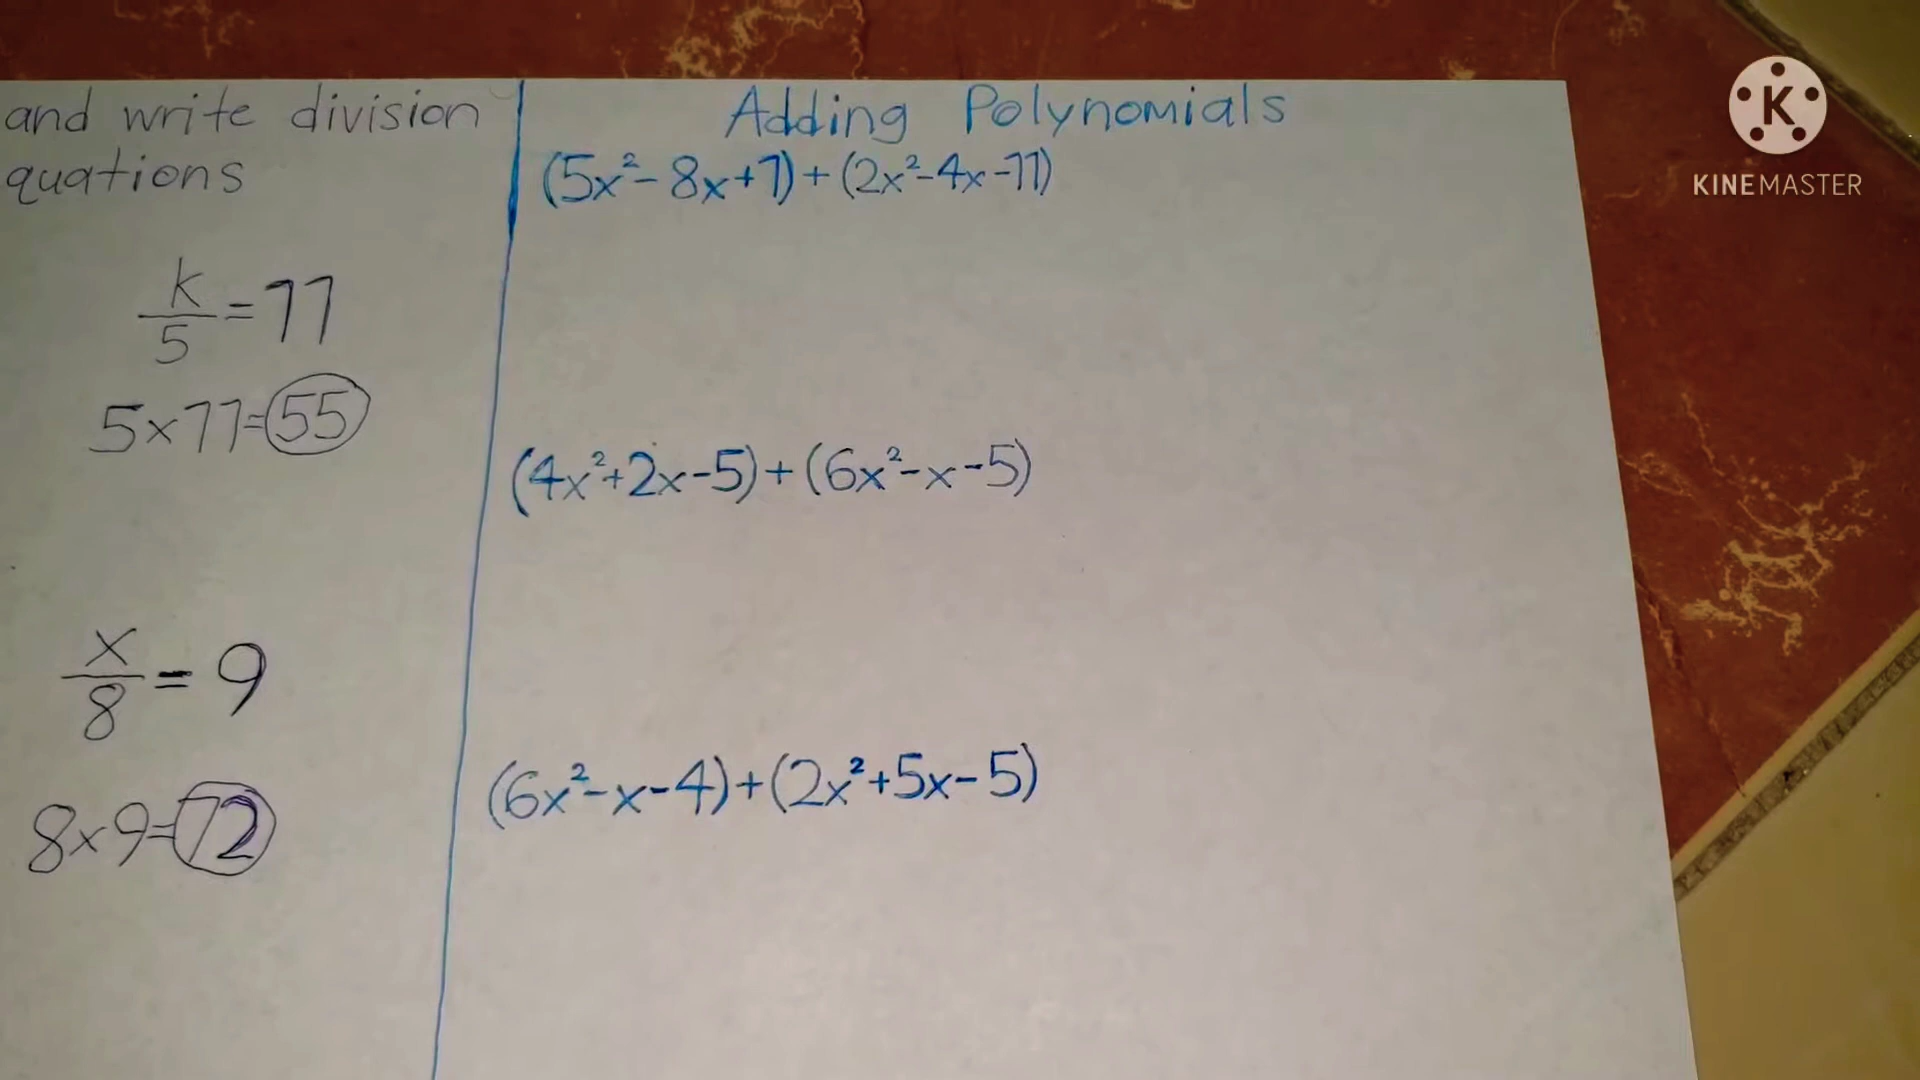 and write division
quations
k/5 = 11
5×11=55
x/8 = 9
8×9=72
Adding Polynomials
(5x²-8x+7)+(2x²-4x-11)
(4x²+2x-5)+(6x²-x-5)
(6x²-x-4)+(2x²+5x-5)
K
KINEMASTER